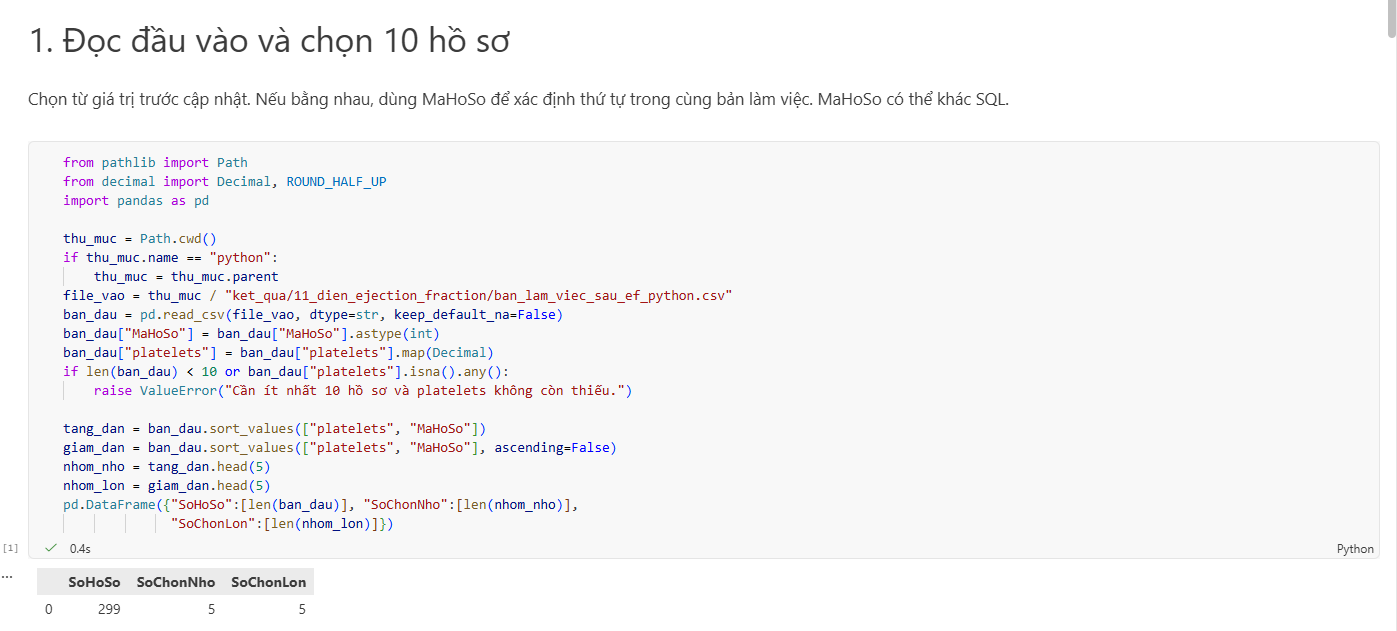 1. Đọc đầu vào và chọn 10 hồ sơ
Chọn từ giá trị trước cập nhật. Nếu bằng nhau, dùng MaHoSo để xác định thứ tự trong cùng bản làm việc. MaHoSo có thể khác SQL.
from pathlib import Path
from decimal import Decimal, ROUND_HALF_UP
import pandas as pd
thu_muc = Path.cwd()
if thu_muc.name == "python":
    thu_muc = thu_muc.parent
file_vao = thu_muc / "ket_qua/11_dien_ejection_fraction/ban_lam_viec_sau_ef_python.csv"
ban_dau = pd.read_csv(file_vao, dtype=str, keep_default_na=False)
ban_dau["MaHoSo"] = ban_dau["MaHoSo"].astype(int)
ban_dau["platelets"] = ban_dau["platelets"].map(Decimal)
if len(ban_dau) < 10 or ban_dau["platelets"].isna().any():
    raise ValueError("Cần ít nhất 10 hồ sơ và platelets không còn thiếu.")
tang_dan = ban_dau.sort_values(["platelets", "MaHoSo"])
giam_dan = ban_dau.sort_values(["platelets", "MaHoSo"], ascending=False)
nhom_nho = tang_dan.head(5)
nhom_lon = giam_dan.head(5)
pd.DataFrame({"SoHoSo":[len(ban_dau)], "SoChonNho":[len(nhom_nho)],
              "SoChonLon":[len(nhom_lon)]})
[1] 0.4s Python
... SoHoSo SoChonNho SoChonLon
0 299 5 5